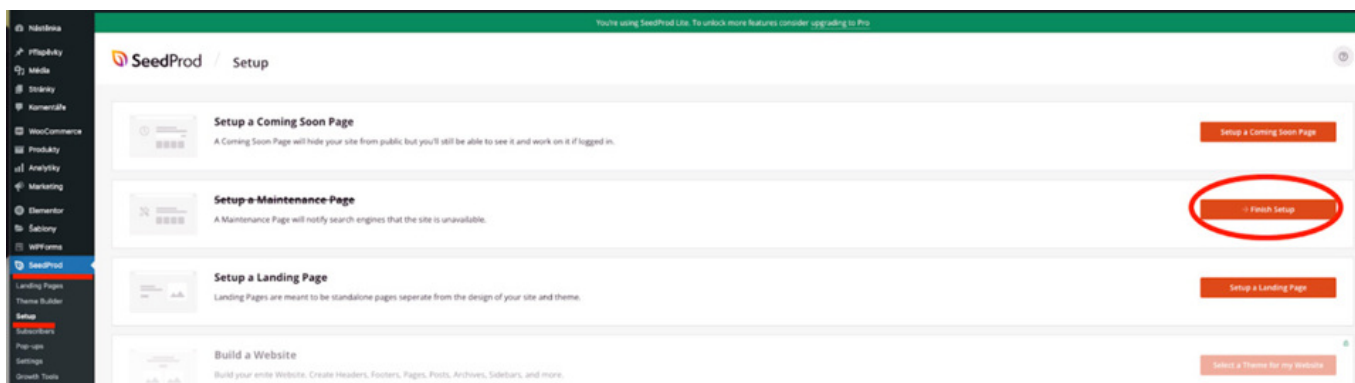 You're using SeedProd Lite. To unlock more features consider upgrading to Pro
Nástěnka
Příspěvky
Média
Stránky
Komentáře
WooCommerce
Produkty
Analytiky
Marketing
Elementor
Šablony
WPForms
SeedProd
Landing Pages
Theme Builder
Setup
Subscribers
Pop-ups
Settings
Growth Tools
SeedProd / Setup
Setup a Coming Soon Page
A Coming Soon Page will hide your site from public but you'll still be able to see it and work on it if logged in.
Setup a Coming Soon Page
Setup a Maintenance Page
A Maintenance Page will notify search engines that the site is unavailable.
→ Finish Setup
Setup a Landing Page
Landing Pages are meant to be standalone pages seperate from the design of your site and theme.
Setup a Landing Page
Build a Website
Build your enite Website. Create Headers, Footers, Pages, Posts, Archives, Sidebars, and more.
Select a Theme for my Website